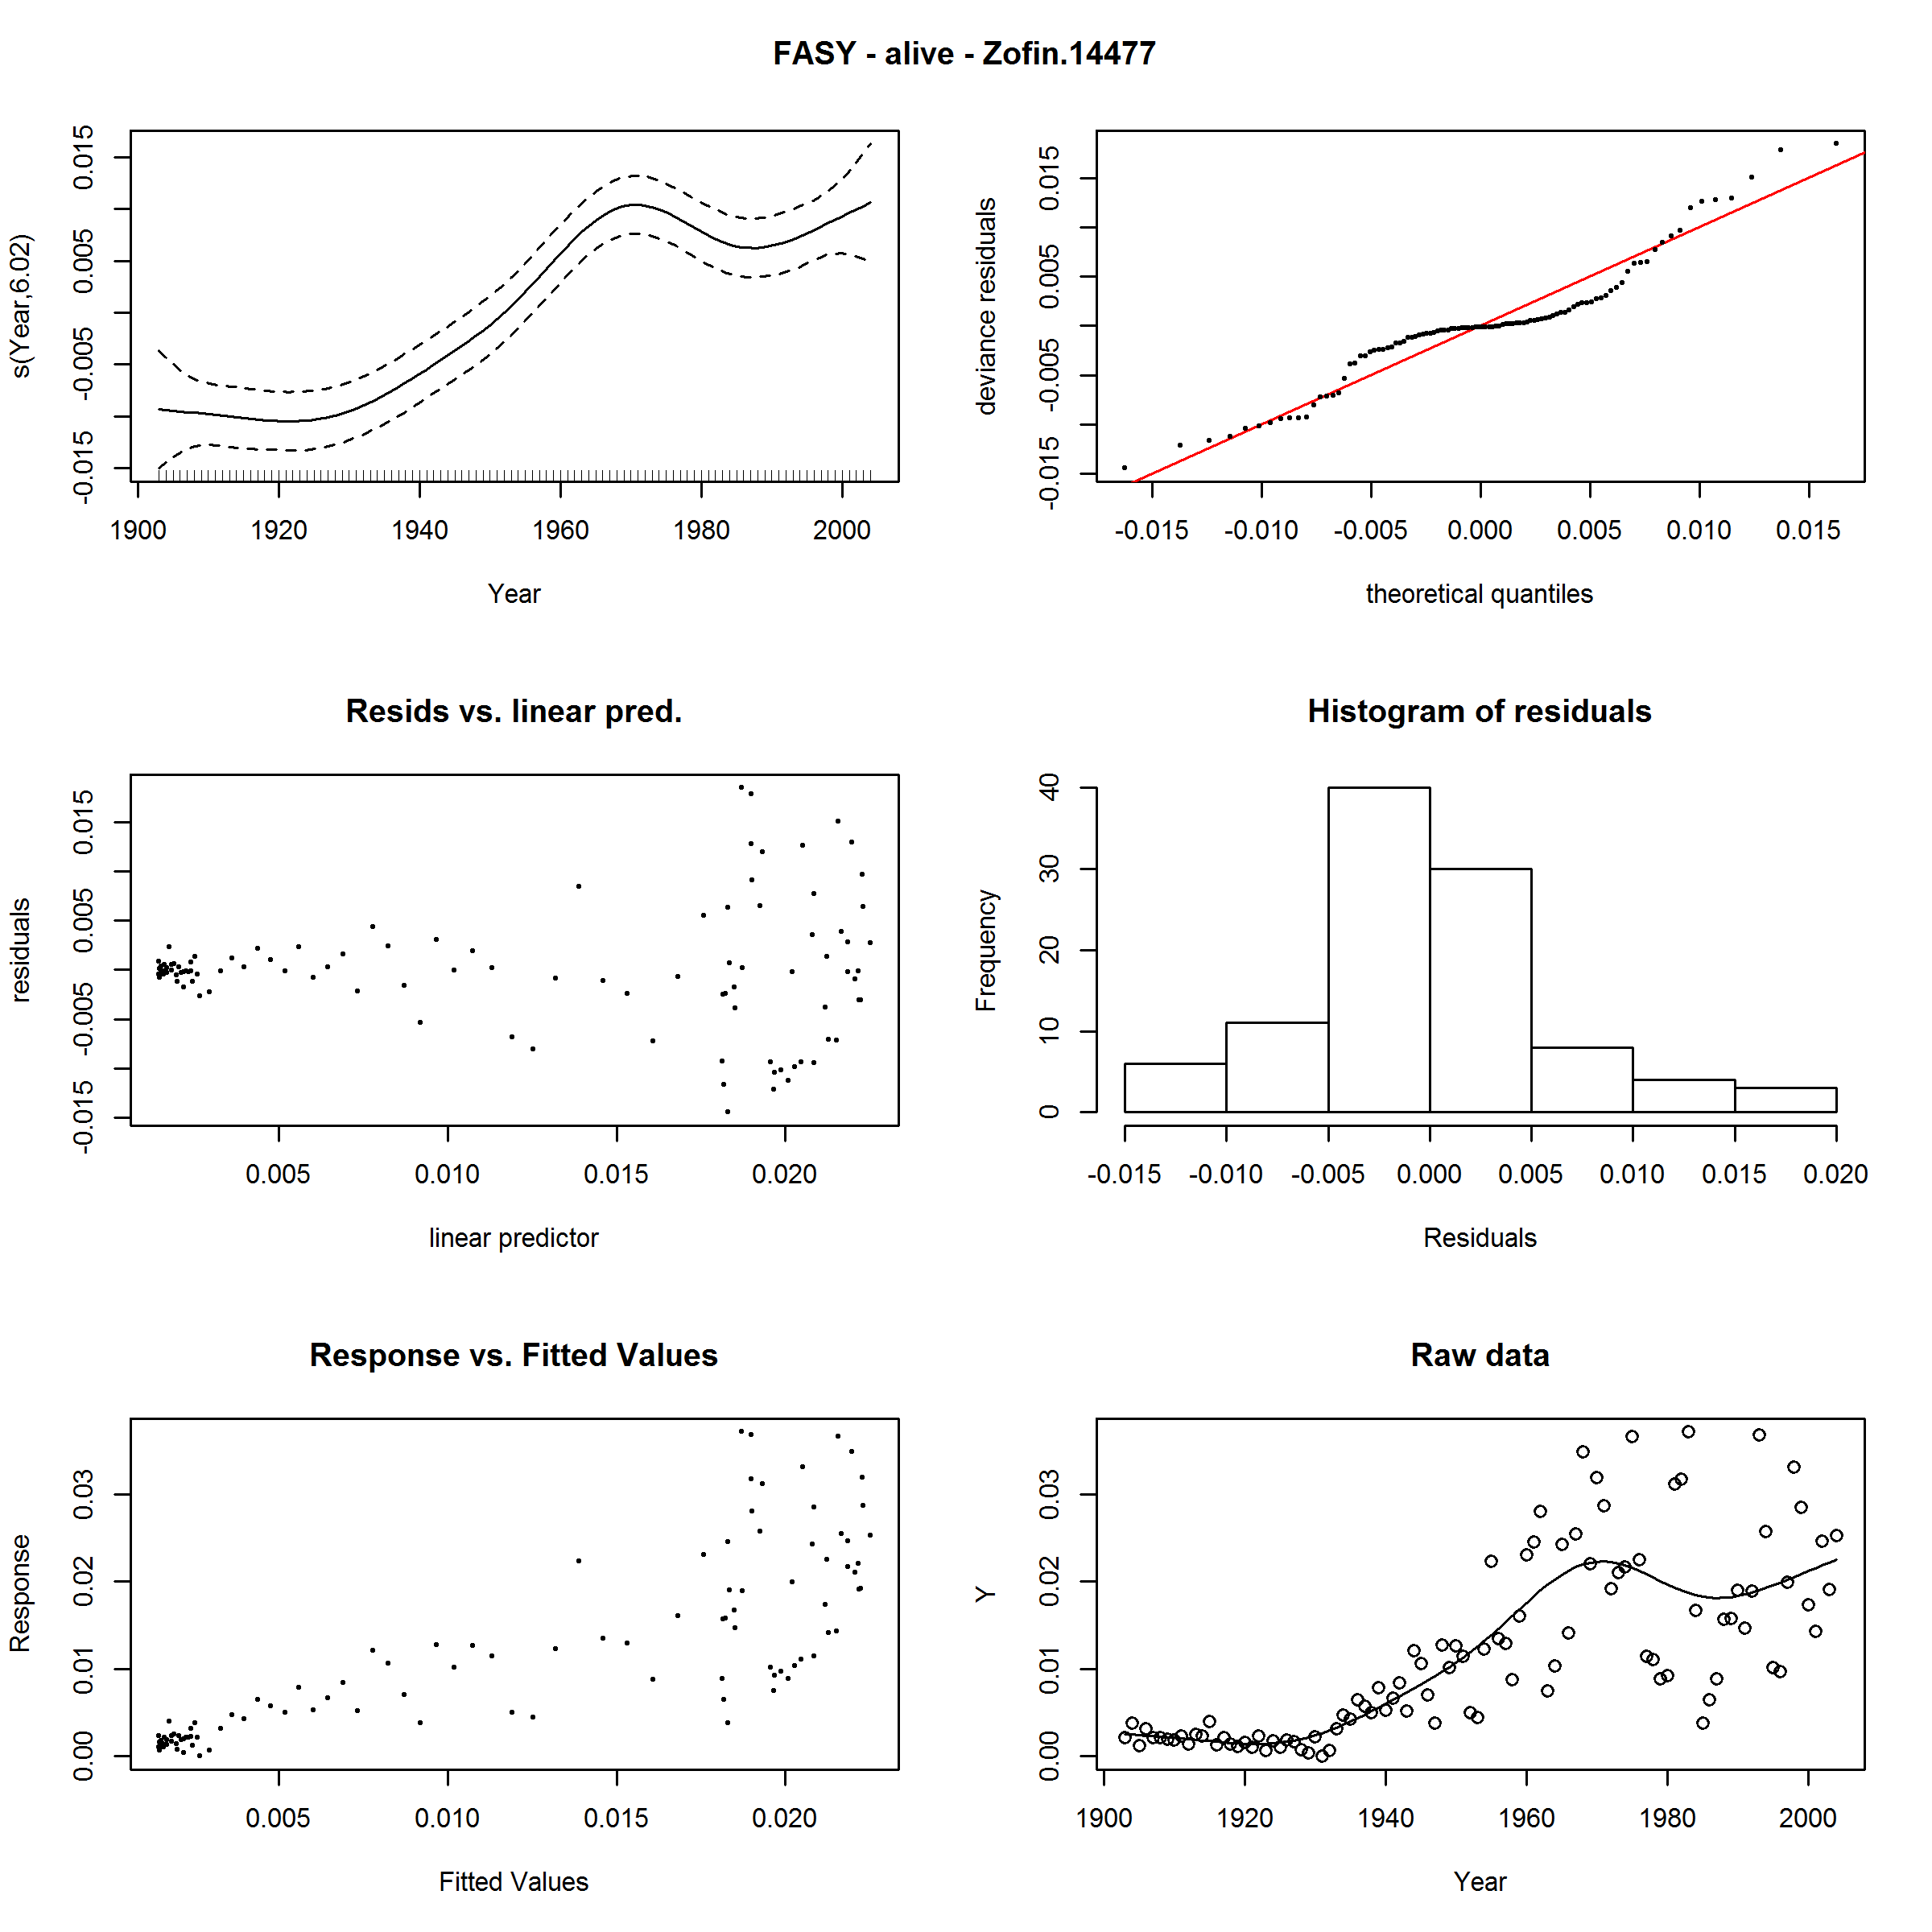 FASY - alive - Zofin.14477
s(Year,6.02)
-0.015 -0.005 0.005 0.015
1900 1920 1940 1960 1980 2000
Year
deviance residuals
-0.015 -0.005 0.005 0.015
-0.015 -0.010 -0.005 0.000 0.005 0.010 0.015
theoretical quantiles
Resids vs. linear pred.
residuals
-0.015 -0.005 0.005 0.015
0.005 0.010 0.015 0.020
linear predictor
Histogram of residuals
Frequency
0 10 20 30 40
-0.015 -0.010 -0.005 0.000 0.005 0.010 0.015 0.020
Residuals
Response vs. Fitted Values
Response
0.00 0.01 0.02 0.03
0.005 0.010 0.015 0.020
Fitted Values
Raw data
Y
0.00 0.01 0.02 0.03
1900 1920 1940 1960 1980 2000
Year